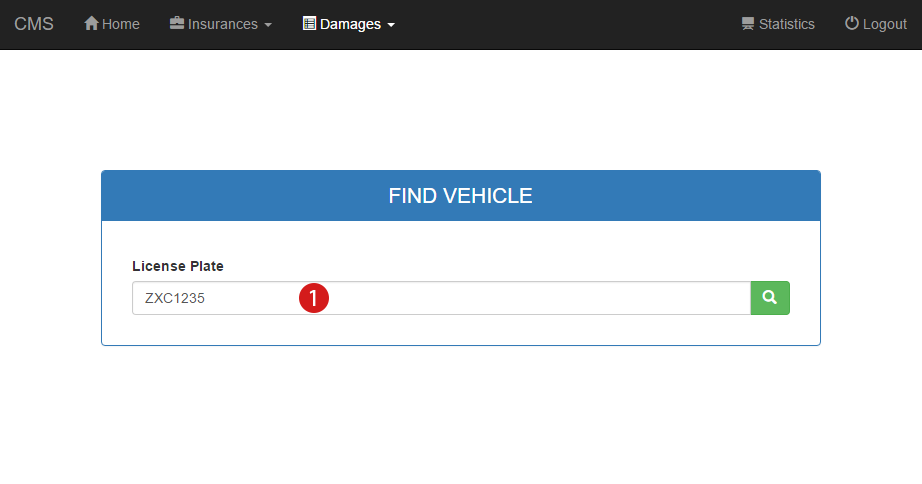 CMS Home Insurances Damages Statistics Logout
FIND VEHICLE
License Plate
ZXC1235 1